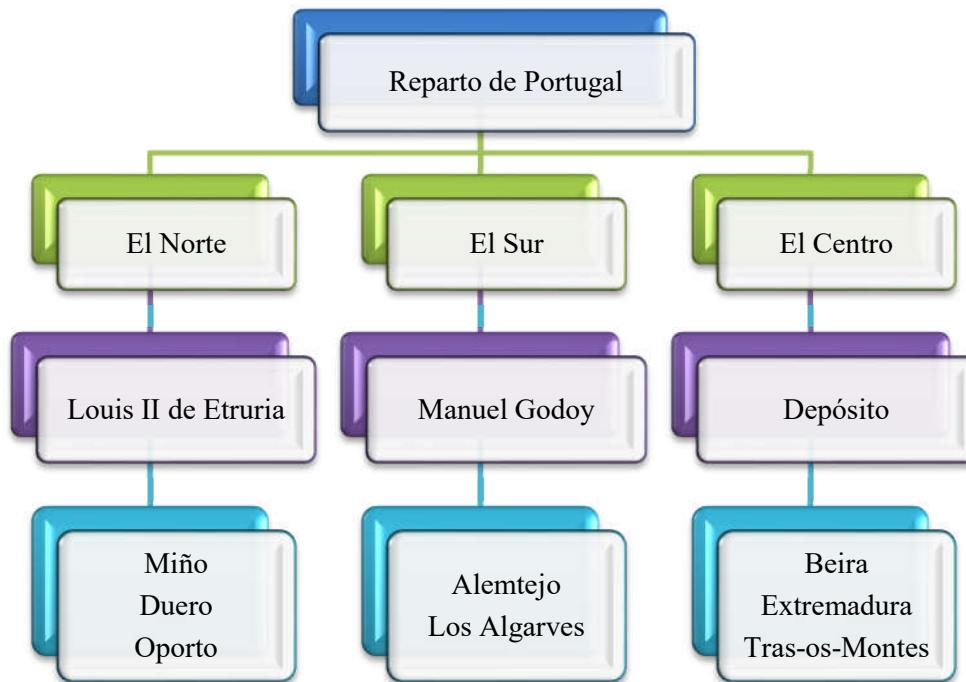 Reparto de Portugal
El Norte
El Sur
El Centro
Louis II de Etruria
Manuel Godoy
Depósito
Miño
Duero
Oporto
Alemtejo
Los Algarves
Beira
Extremadura
Tras-os-Montes